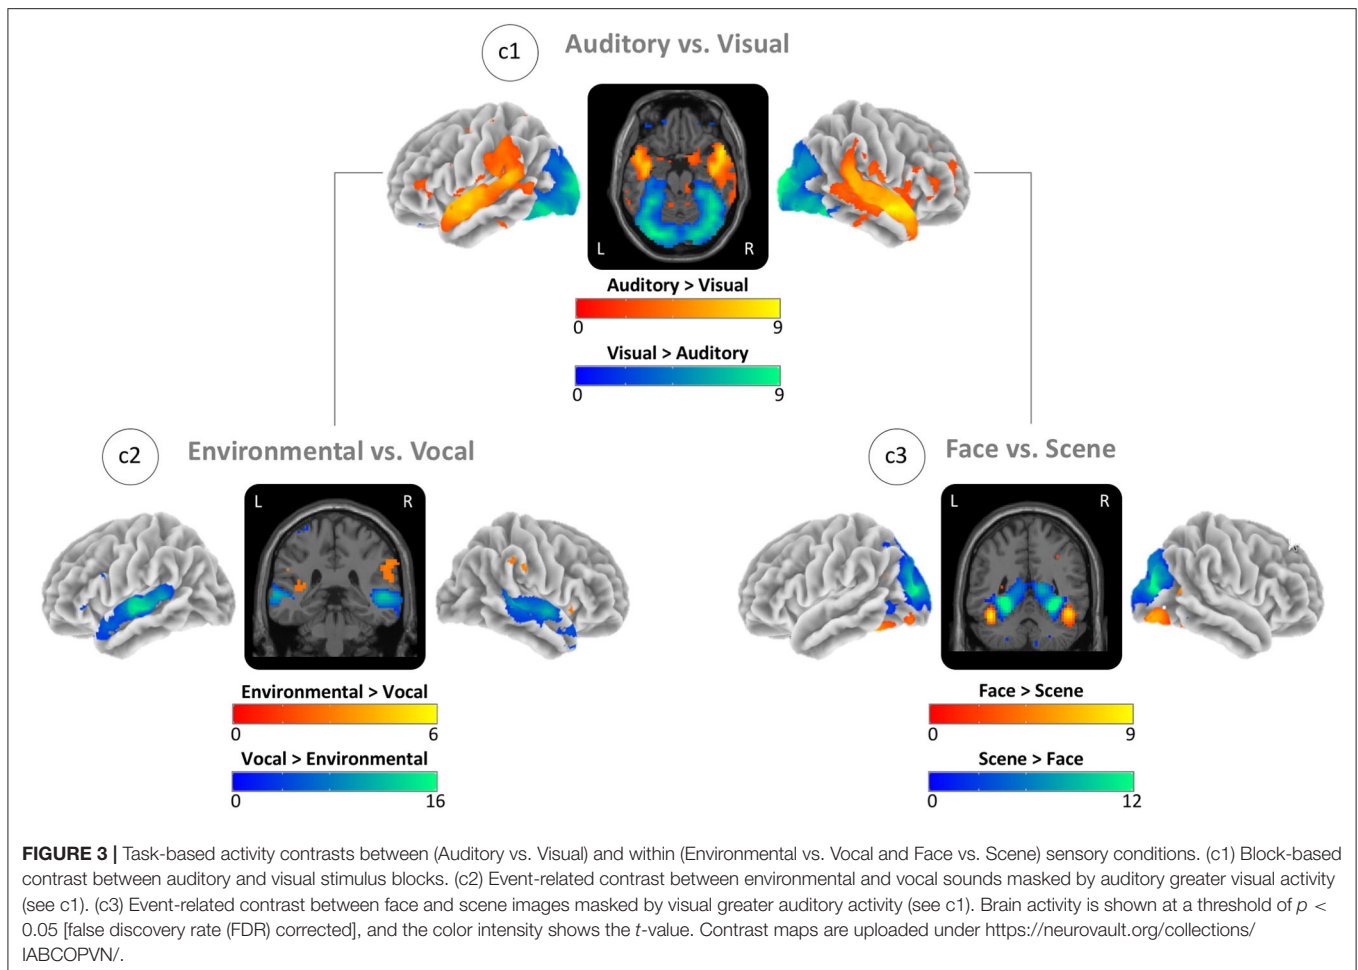 c1
Auditory vs. Visual
L
R
Auditory > Visual
0
9
Visual > Auditory
0
9
c2
Environmental vs. Vocal
L
R
Environmental > Vocal
0
6
Vocal > Environmental
0
16
c3
Face vs. Scene
L
R
Face > Scene
0
9
Scene > Face
0
12
FIGURE 3 | Task-based activity contrasts between (Auditory vs. Visual) and within (Environmental vs. Vocal and Face vs. Scene) sensory conditions. (c1) Block-based
contrast between auditory and visual stimulus blocks. (c2) Event-related contrast between environmental and vocal sounds masked by auditory greater visual activity
(see c1). (c3) Event-related contrast between face and scene images masked by visual greater auditory activity (see c1). Brain activity is shown at a threshold of p <
0.05 [false discovery rate (FDR) corrected], and the color intensity shows the t-value. Contrast maps are uploaded under https://neurovault.org/collections/
IABCOPVN/.